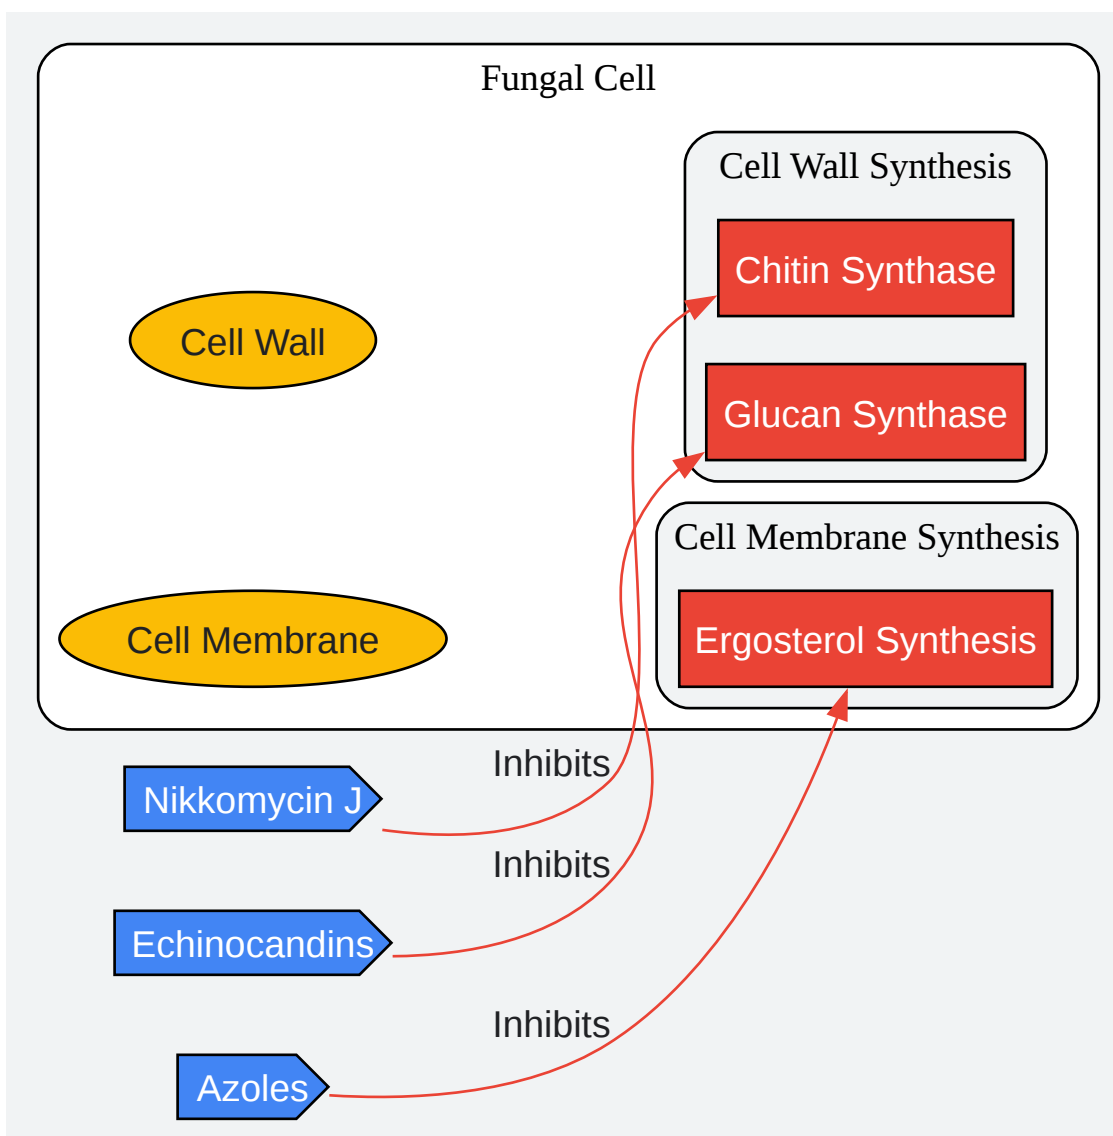 Fungal Cell
Cell Wall Synthesis
Chitin Synthase
Cell Wall
Glucan Synthase
Cell Membrane Synthesis
Cell Membrane
Ergosterol Synthesis
Inhibits
Nikkomycin J
Inhibits
Echinocandins
Inhibits
Azoles